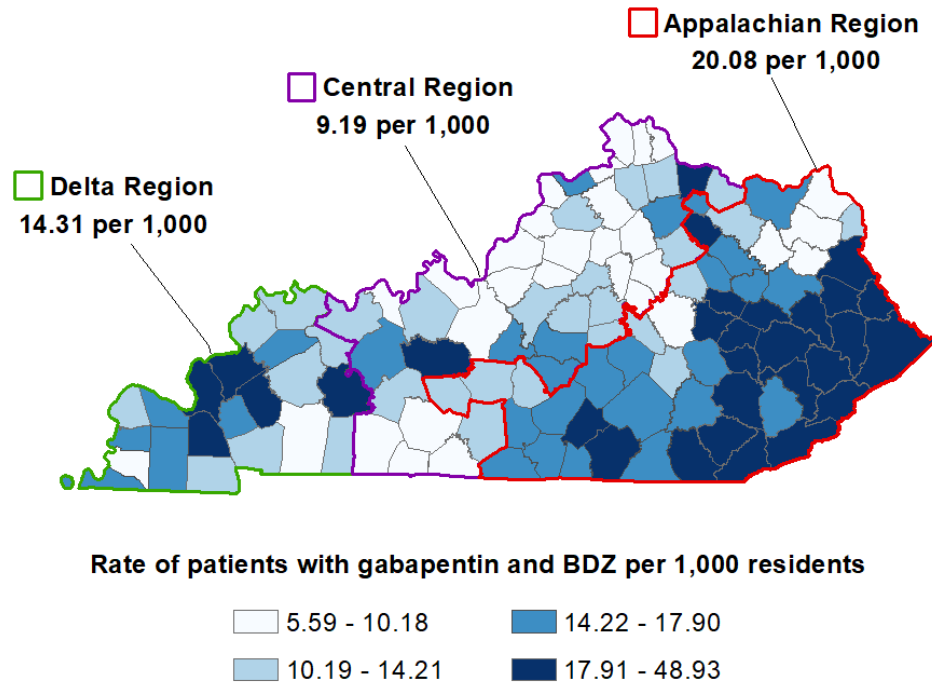 Appalachian Region
20.08 per 1,000
Central Region
9.19 per 1,000
Delta Region
14.31 per 1,000
Rate of patients with gabapentin and BDZ per 1,000 residents
5.59 - 10.18
14.22 - 17.90
10.19 - 14.21
17.91 - 48.93